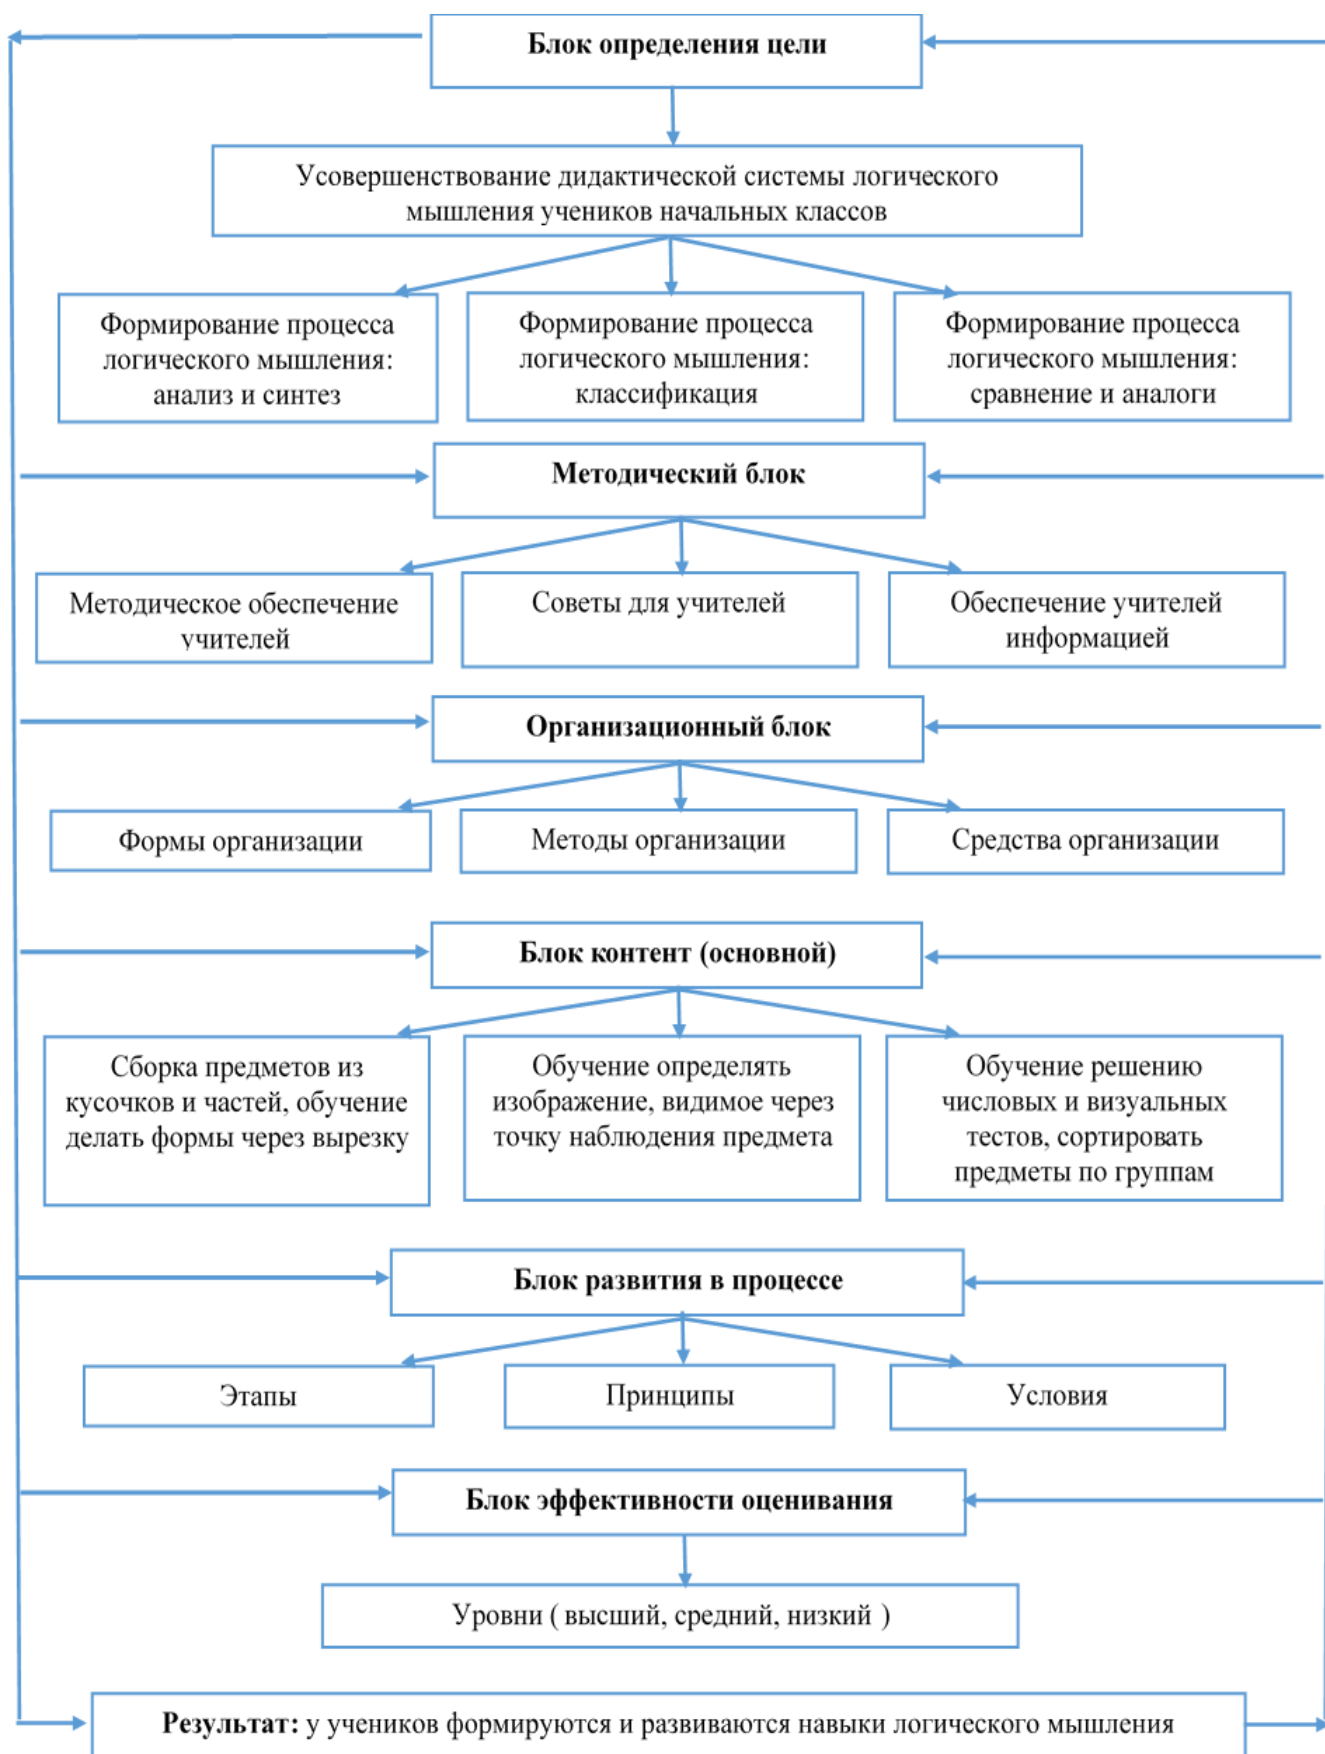 Блок определения цели
Усовершенствование дидактической системы логического
мышления учеников начальных классов
Формирование процесса
логического мышления:
анализ и синтез
Формирование процесса
логического мышления:
классификация
Формирование процесса
логического мышления:
сравнение и аналоги
Методический блок
Методическое обеспечение
учителей
Советы для учителей
Обеспечение учителей
информацией
Организационный блок
Формы организации
Методы организации
Средства организации
Блок контент (основной)
Сборка предметов из
кусочков и частей, обучение
делать формы через вырезку
Обучение определять
изображение, видимое через
точку наблюдения предмета
Обучение решению
числовых и визуальных
тестов, сортировать
предметы по группам
Блок развития в процессе
Этапы
Принципы
Условия
Блок эффективности оценивания
Уровни ( высший, средний, низкий )
Результат: у учеников формируются и развиваются навыки логического мышления